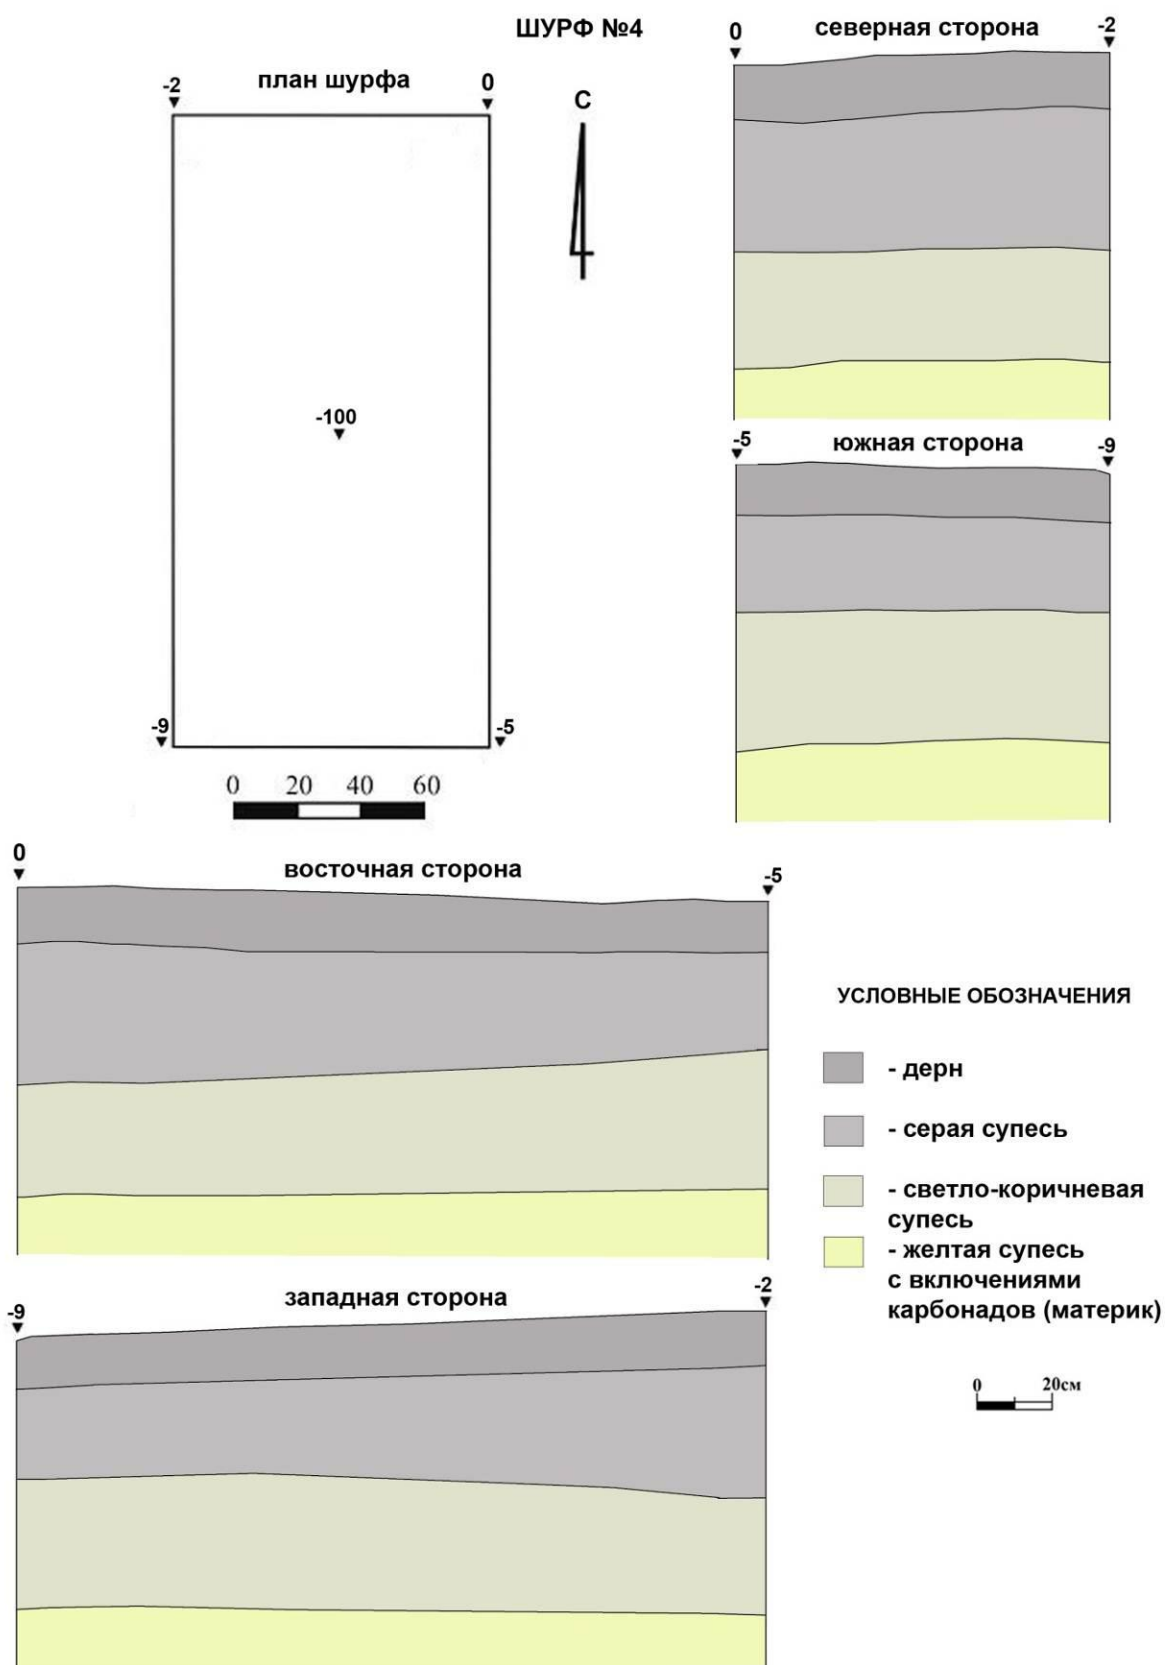 ШУРФ №4
план шурфа
-2
0
С
-100
-9
-5
0 20 40 60
северная сторона
0
-2
южная сторона
-5
-9
восточная сторона
0
-5
западная сторона
-9
-2
УСЛОВНЫЕ ОБОЗНАЧЕНИЯ
- дерн
- серая супесь
- светло-коричневая
супесь
- желтая супесь
с включениями
карбонадов (материк)
0 20см